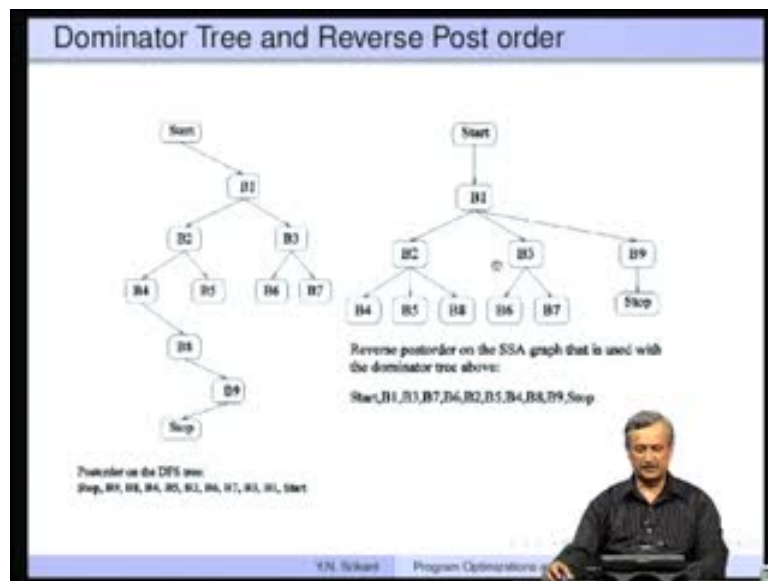 Dominator Tree and Reverse Post order
Start
B1
B2
B3
B4
B5
B6
B7
B8
B9
Stop
Postorder on the DFS tree:
Stop, B9, B8, B4, B5, B2, B6, B7, B3, B1, Start
Start
B1
B2
B3
B9
B4
B5
B8
B6
B7
Stop
Reverse postorder on the SSA graph that is used with
the dominator tree above:
Start,B1,B3,B7,B6,B2,B5,B4,B8,B9,Stop
Y.N. Srikant
Program Optimizations